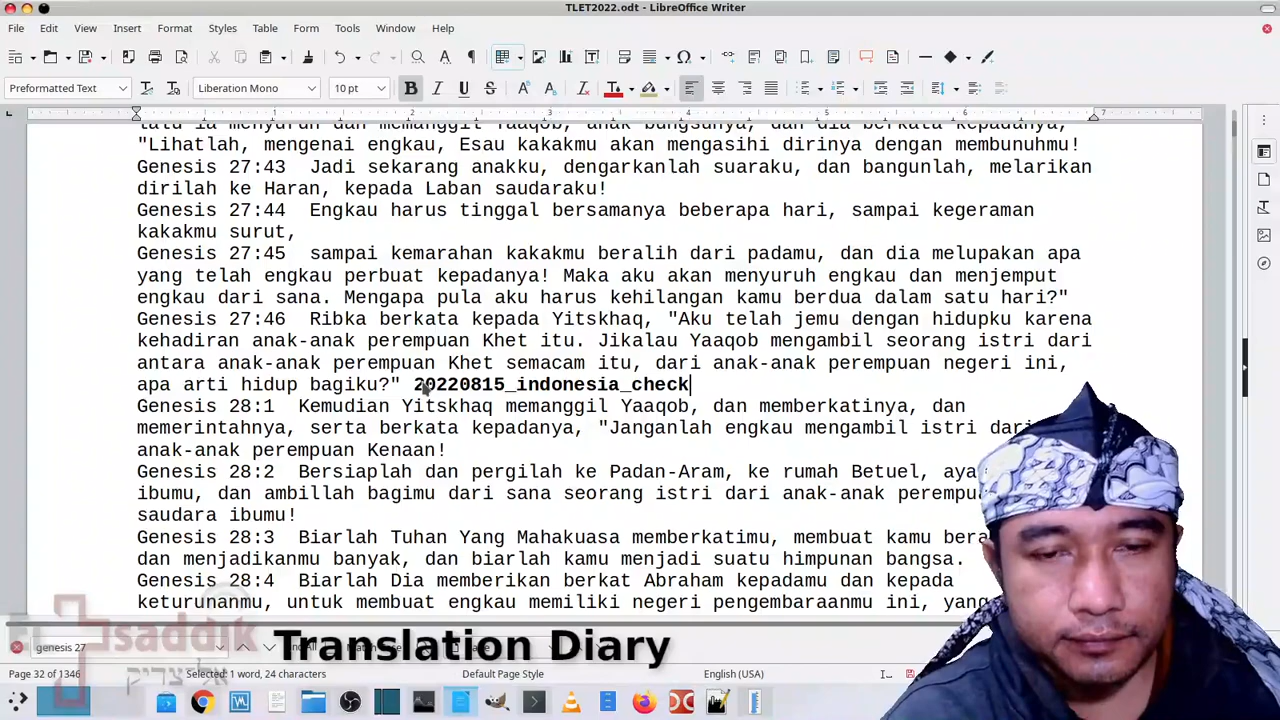 TLET2022.odt - LibreOffice Writer
File Edit View Insert Format Styles Table Form Tools Window Help
Preformatted Text Liberation Mono 10 pt
1 2 3 4 5 6 7
"Lihatlah, mengenai engkau, Esau kakakmu akan mengasihi dirinya dengan membunuhmu!
Genesis 27:43 Jadi sekarang anakku, dengarkanlah suaraku, dan bangunlah, melarikan
dirilah ke Haran, kepada Laban saudaraku!
Genesis 27:44 Engkau harus tinggal bersamanya beberapa hari, sampai kegeraman
kakakmu surut,
Genesis 27:45 sampai kemarahan kakakmu beralih dari padamu, dan dia melupakan apa
yang telah engkau perbuat kepadanya! Maka aku akan menyuruh engkau dan menjemput
engkau dari sana. Mengapa pula aku harus kehilangan kamu berdua dalam satu hari?"
Genesis 27:46 Ribka berkata kepada Yitskhaq, "Aku telah jemu dengan hidupku karena
kehadiran anak-anak perempuan Khet itu. Jikalau Yaaqob mengambil seorang istri dari
antara anak-anak perempuan Khet semacam itu, dari anak-anak perempuan negeri ini,
apa arti hidup bagiku?" 20220815_indonesia_check
Genesis 28:1 Kemudian Yitskhaq memanggil Yaaqob, dan memberkatinya, dan
memerintahnya, serta berkata kepadanya, "Janganlah engkau mengambil istri dari
anak-anak perempuan Kenaan!
Genesis 28:2 Bersiaplah dan pergilah ke Padan-Aram, ke rumah Betuel,
ibumu, dan ambillah bagimu dari sana seorang istri dari anak-anak
saudara ibumu!
Genesis 28:3 Biarlah Tuhan Yang Mahakuasa memberkatimu, membuat kamu
dan menjadikanmu banyak, dan biarlah kamu menjadi suatu himpunan bangsa.
Genesis 28:4 Biarlah Dia memberikan berkat Abraham kepadamu dan kepada
keturunanmu, untuk membuat engkau memiliki negeri pengembaraanmu ini, yang
genesis 27
saddik
אלצדיק
Translation Diary
Page 32 of 1346 Selected: 1 word, 24 characters Default Page Style English (USA)